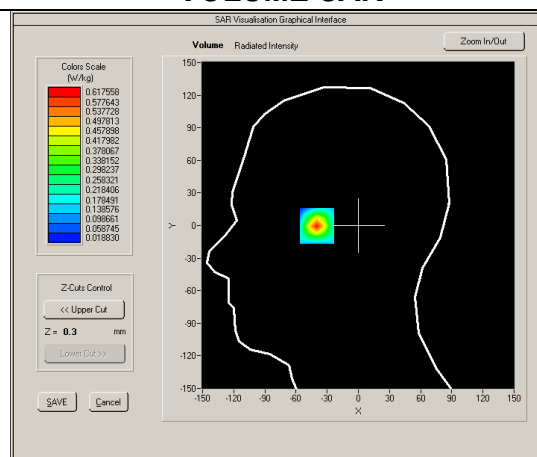 VOLUME SAR
SAR Visualisation Graphical Interface
Volume Radiated Intensity
Zoom In/Out
Colors Scale
(W/kg)
0.617558
0.577643
0.537728
0.497813
0.457898
0.417982
0.378067
0.338152
0.298237
0.258321
0.218406
0.178491
0.138576
0.098661
0.058745
0.018830
Z-Cuts Control
<< Upper Cut
Z = 0.3 mm
Lower Cut >>
SAVE Cancel
150-
120-
90-
60-
30-
0-
-30-
-60-
-90-
-120-
-150-
Y
-150 -120 -90 -60 -30 0 30 60 90 120 150
X